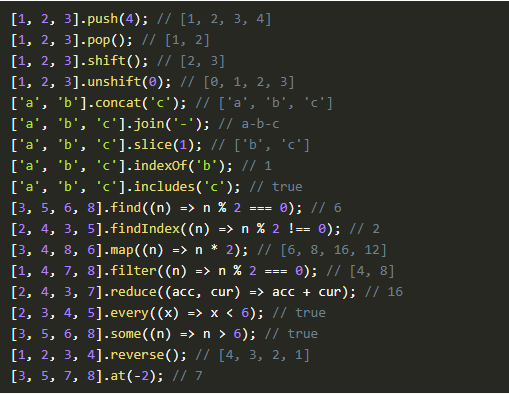 [1, 2, 3].push(4); // [1, 2, 3, 4]
[1, 2, 3].pop(); // [1, 2]
[1, 2, 3].shift(); // [2, 3]
[1, 2, 3].unshift(0); // [0, 1, 2, 3]
['a', 'b'].concat('c'); // ['a', 'b', 'c']
['a', 'b', 'c'].join('-'); // a-b-c
['a', 'b', 'c'].slice(1); // ['b', 'c']
['a', 'b', 'c'].indexOf('b'); // 1
['a', 'b', 'c'].includes('c'); // true
[3, 5, 6, 8].find((n) => n % 2 === 0); // 6
[2, 4, 3, 5].findIndex((n) => n % 2 !== 0); // 2
[3, 4, 8, 6].map((n) => n * 2); // [6, 8, 16, 12]
[1, 4, 7, 8].filter((n) => n % 2 === 0); // [4, 8]
[2, 4, 3, 7].reduce((acc, cur) => acc + cur); // 16
[2, 3, 4, 5].every((x) => x < 6); // true
[3, 5, 6, 8].some((n) => n > 6); // true
[1, 2, 3, 4].reverse(); // [4, 3, 2, 1]
[3, 5, 7, 8].at(-2); // 7